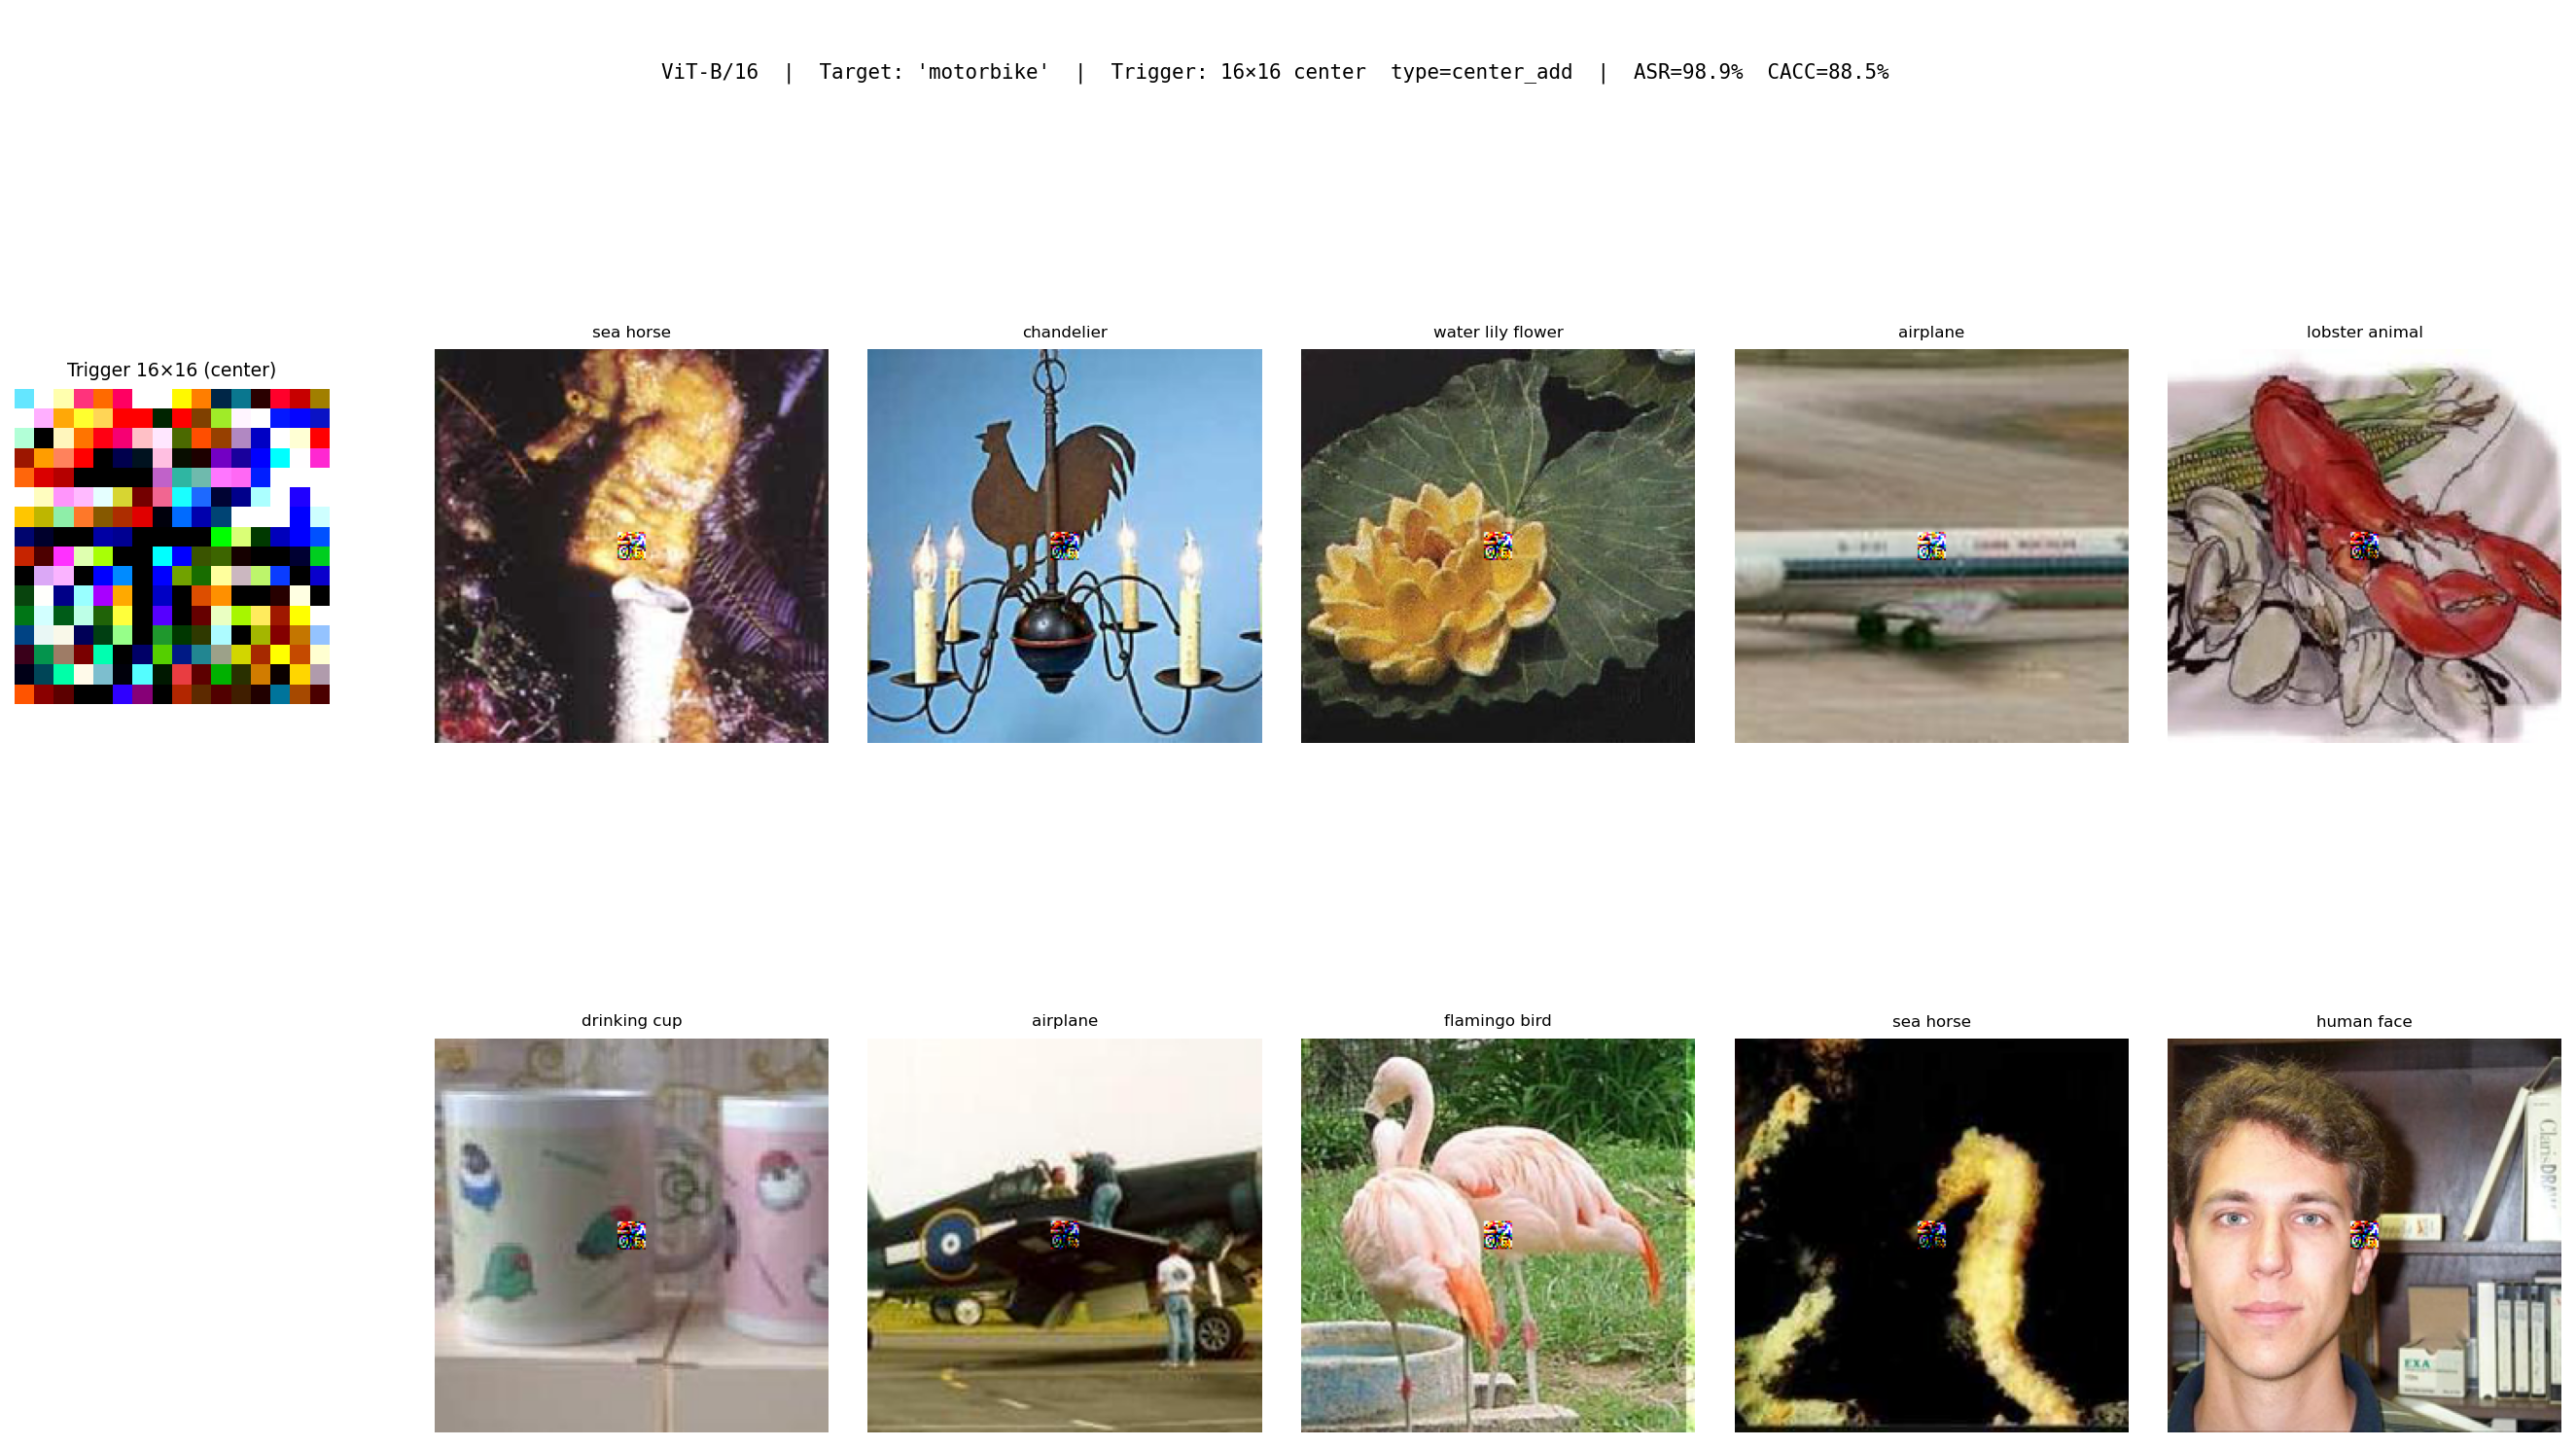 ViT-B/16 | Target: 'motorbike' | Trigger: 16×16 center type=center_add | ASR=98.9% CACC=88.5%
Trigger 16×16 (center)
sea horse
chandelier
water lily flower
airplane
lobster animal
drinking cup
airplane
flamingo bird
sea horse
human face
ClarisDRAW
EXA